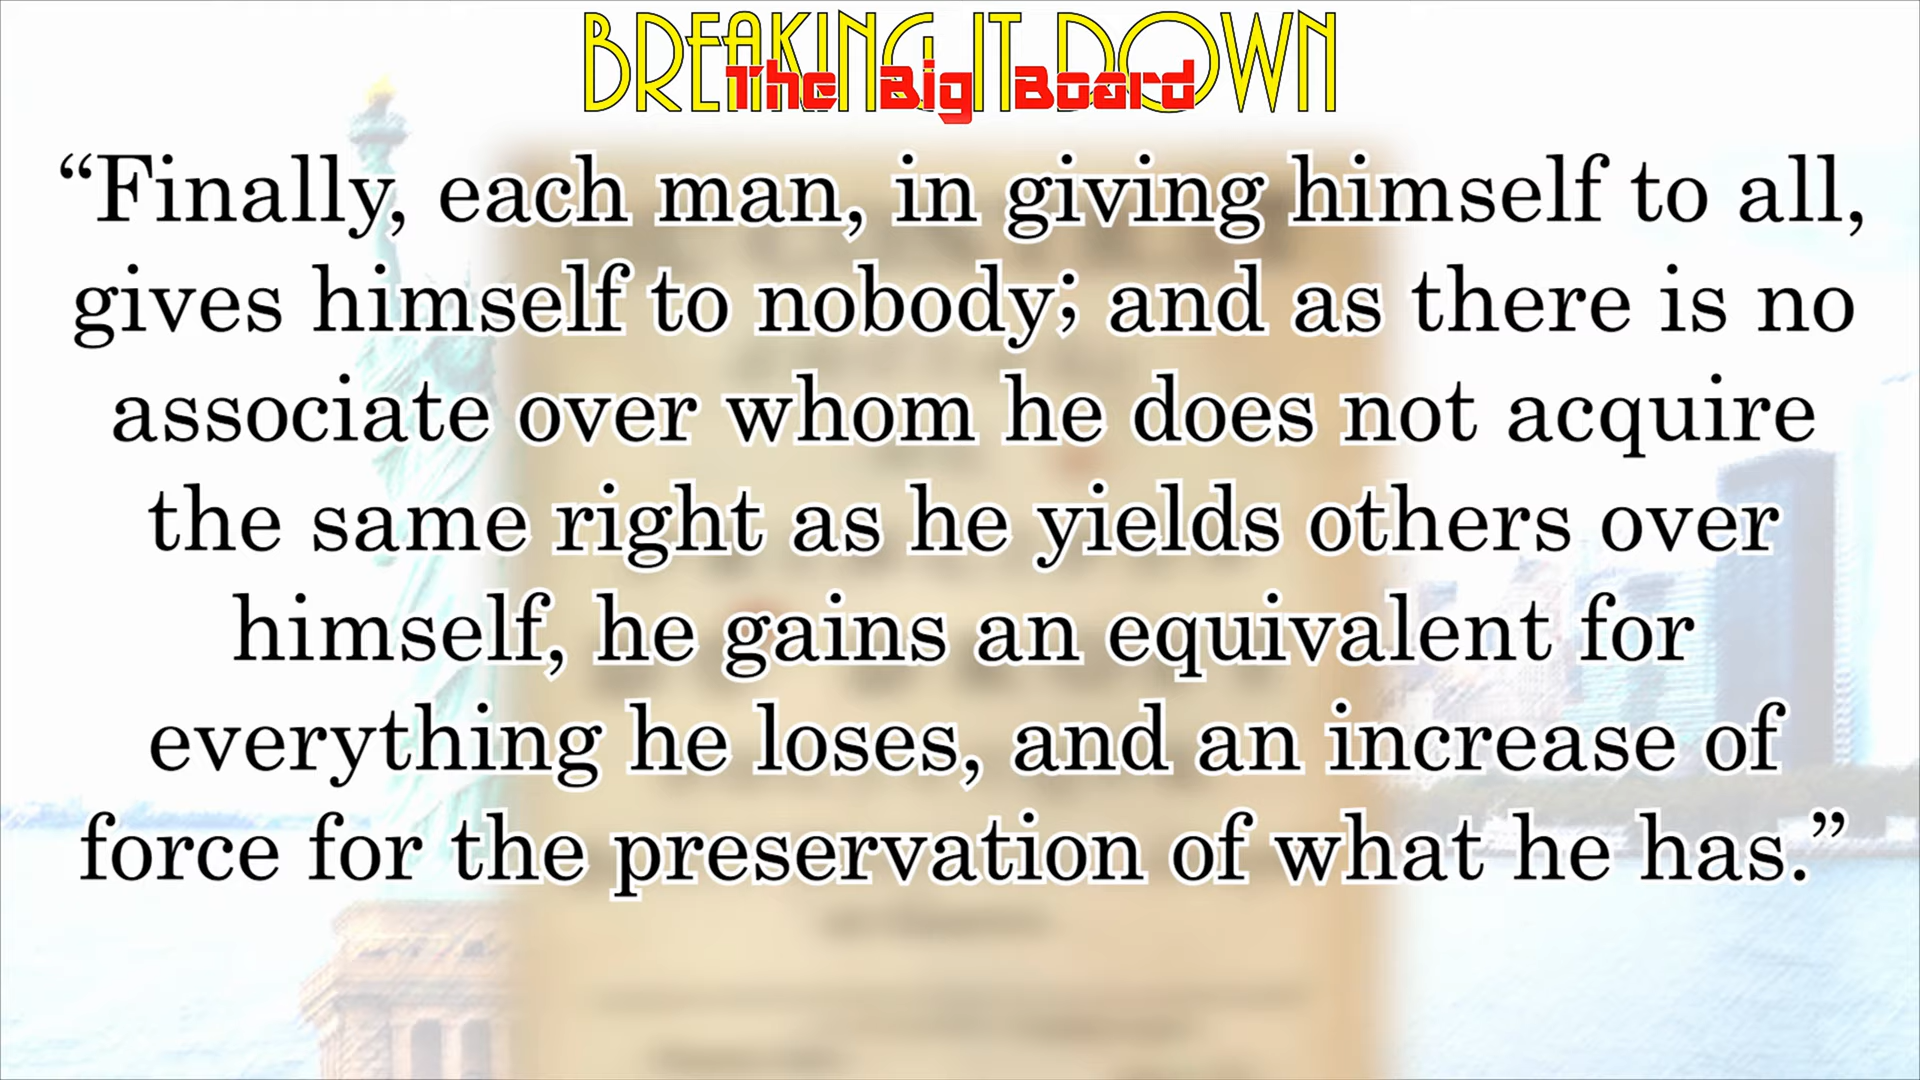 BREAKING IT DOWN
The Big Board
“Finally, each man, in giving himself to all,
gives himself to nobody; and as there is no
associate over whom he does not acquire
the same right as he yields others over
himself, he gains an equivalent for
everything he loses, and an increase of
force for the preservation of what he has.”